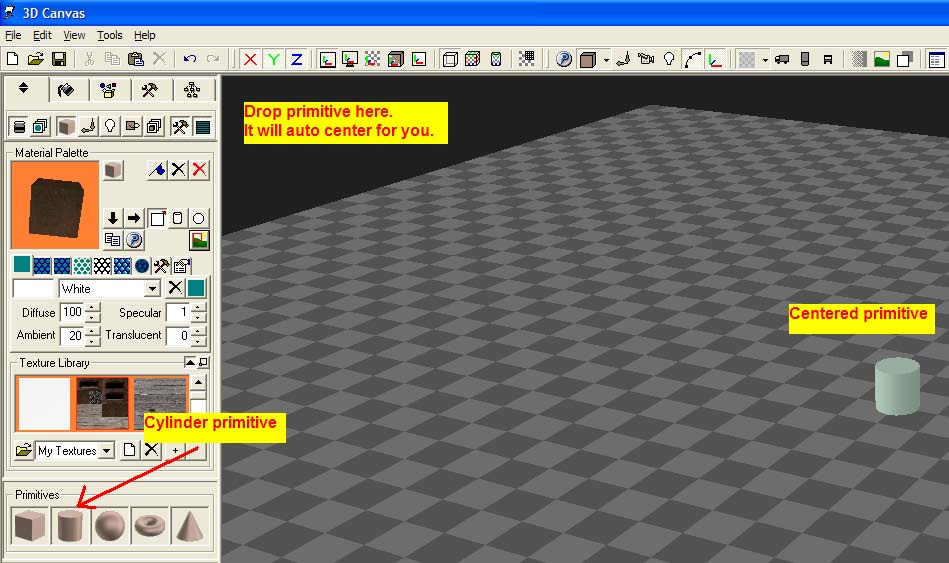 3D Canvas
File Edit View Tools Help
X Y Z
Drop primitive here.
It will auto center for you.
Material Palette
White
Diffuse 100 Specular 1
Ambient 20 Translucent 0
Centered primitive
Texture Library
Cylinder primitive
My Textures +
Primitives